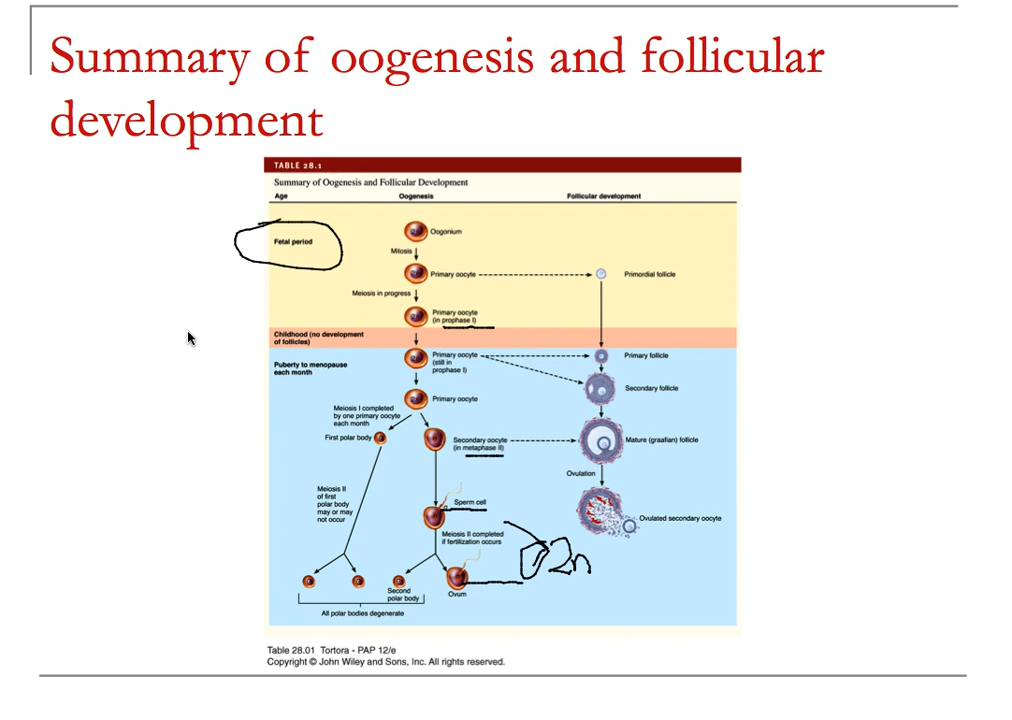 Summary of oogenesis and follicular
development
TABLE 28.1
Summary of Oogenesis and Follicular Development
Age Oogenesis Follicular development
Fetal period
Oogonium
Mitosis
Primary oocyte
Primordial follicle
Meiosis in progress
Primary oocyte
(in prophase I)
Childhood (no development
of follicles)
Puberty to menopause
each month
Primary oocyte
(still in
prophase I)
Primary follicle
Secondary follicle
Primary oocyte
Meiosis I completed
by one primary oocyte
each month
First polar body
Secondary oocyte
(in metaphase II)
Mature (graafian) follicle
Ovulation
Meiosis II
of first
polar body
may or may
not occur
Sperm cell
Ovulated secondary oocyte
Meiosis II completed
if fertilization occurs
2n
Second
polar body
Ovum
All polar bodies degenerate
Table 28.01 Tortora - PAP 12/e
Copyright © John Wiley and Sons, Inc. All rights reserved.